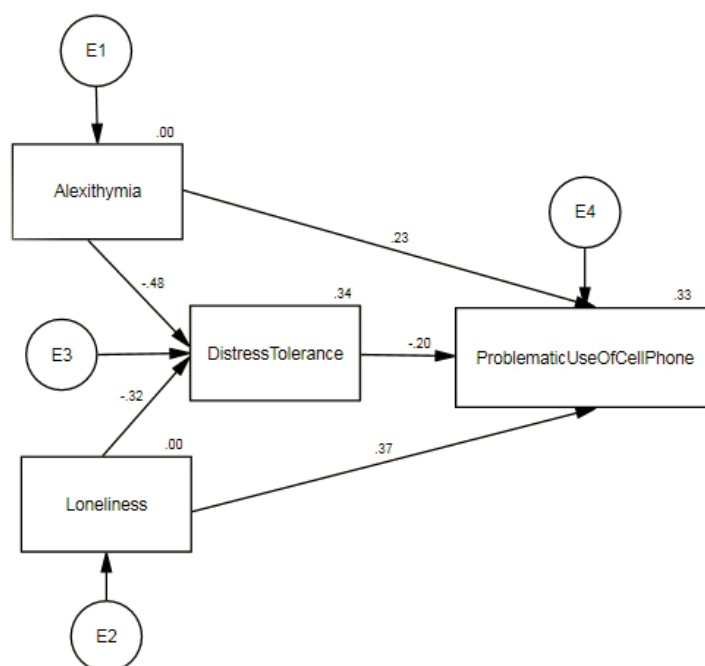 E1
.00
Alexithymia
E4
.23
-.48
.34
.33
E3
DistressTolerance
-.20
ProblematicUseOfCellPhone
-.32
.00
.37
Loneliness
E2